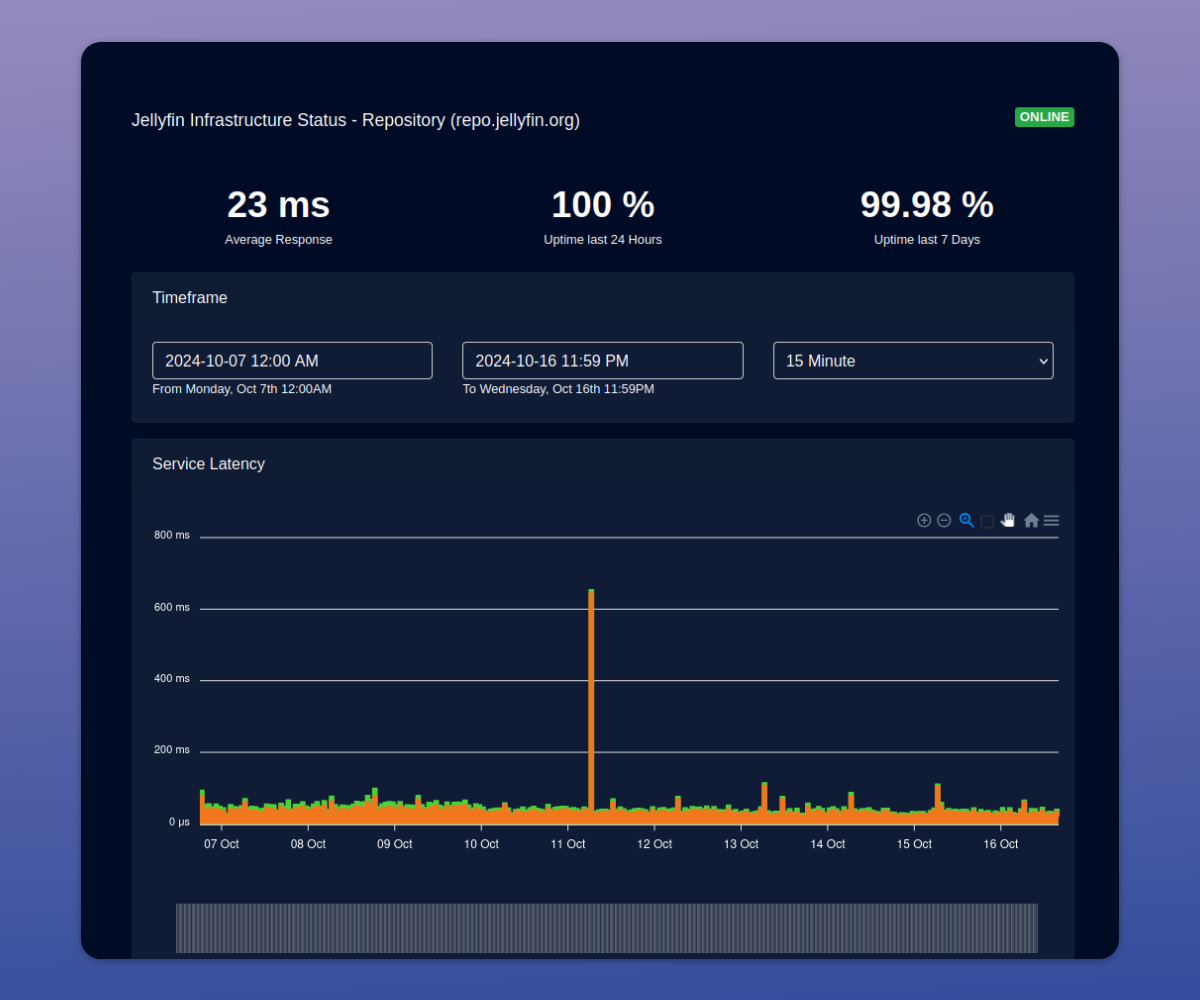 Jellyfin Infrastructure Status - Repository (repo.jellyfin.org)
ONLINE
23 ms
100 %
99.98 %
Average Response
Uptime last 24 Hours
Uptime last 7 Days
Timeframe
2024-10-07 12:00 AM
2024-10-16 11:59 PM
15 Minute
From Monday, Oct 7th 12:00AM
To Wednesday, Oct 16th 11:59PM
Service Latency
800 ms
600 ms
400 ms
200 ms
0 µs
07 Oct
08 Oct
09 Oct
10 Oct
11 Oct
12 Oct
13 Oct
14 Oct
15 Oct
16 Oct